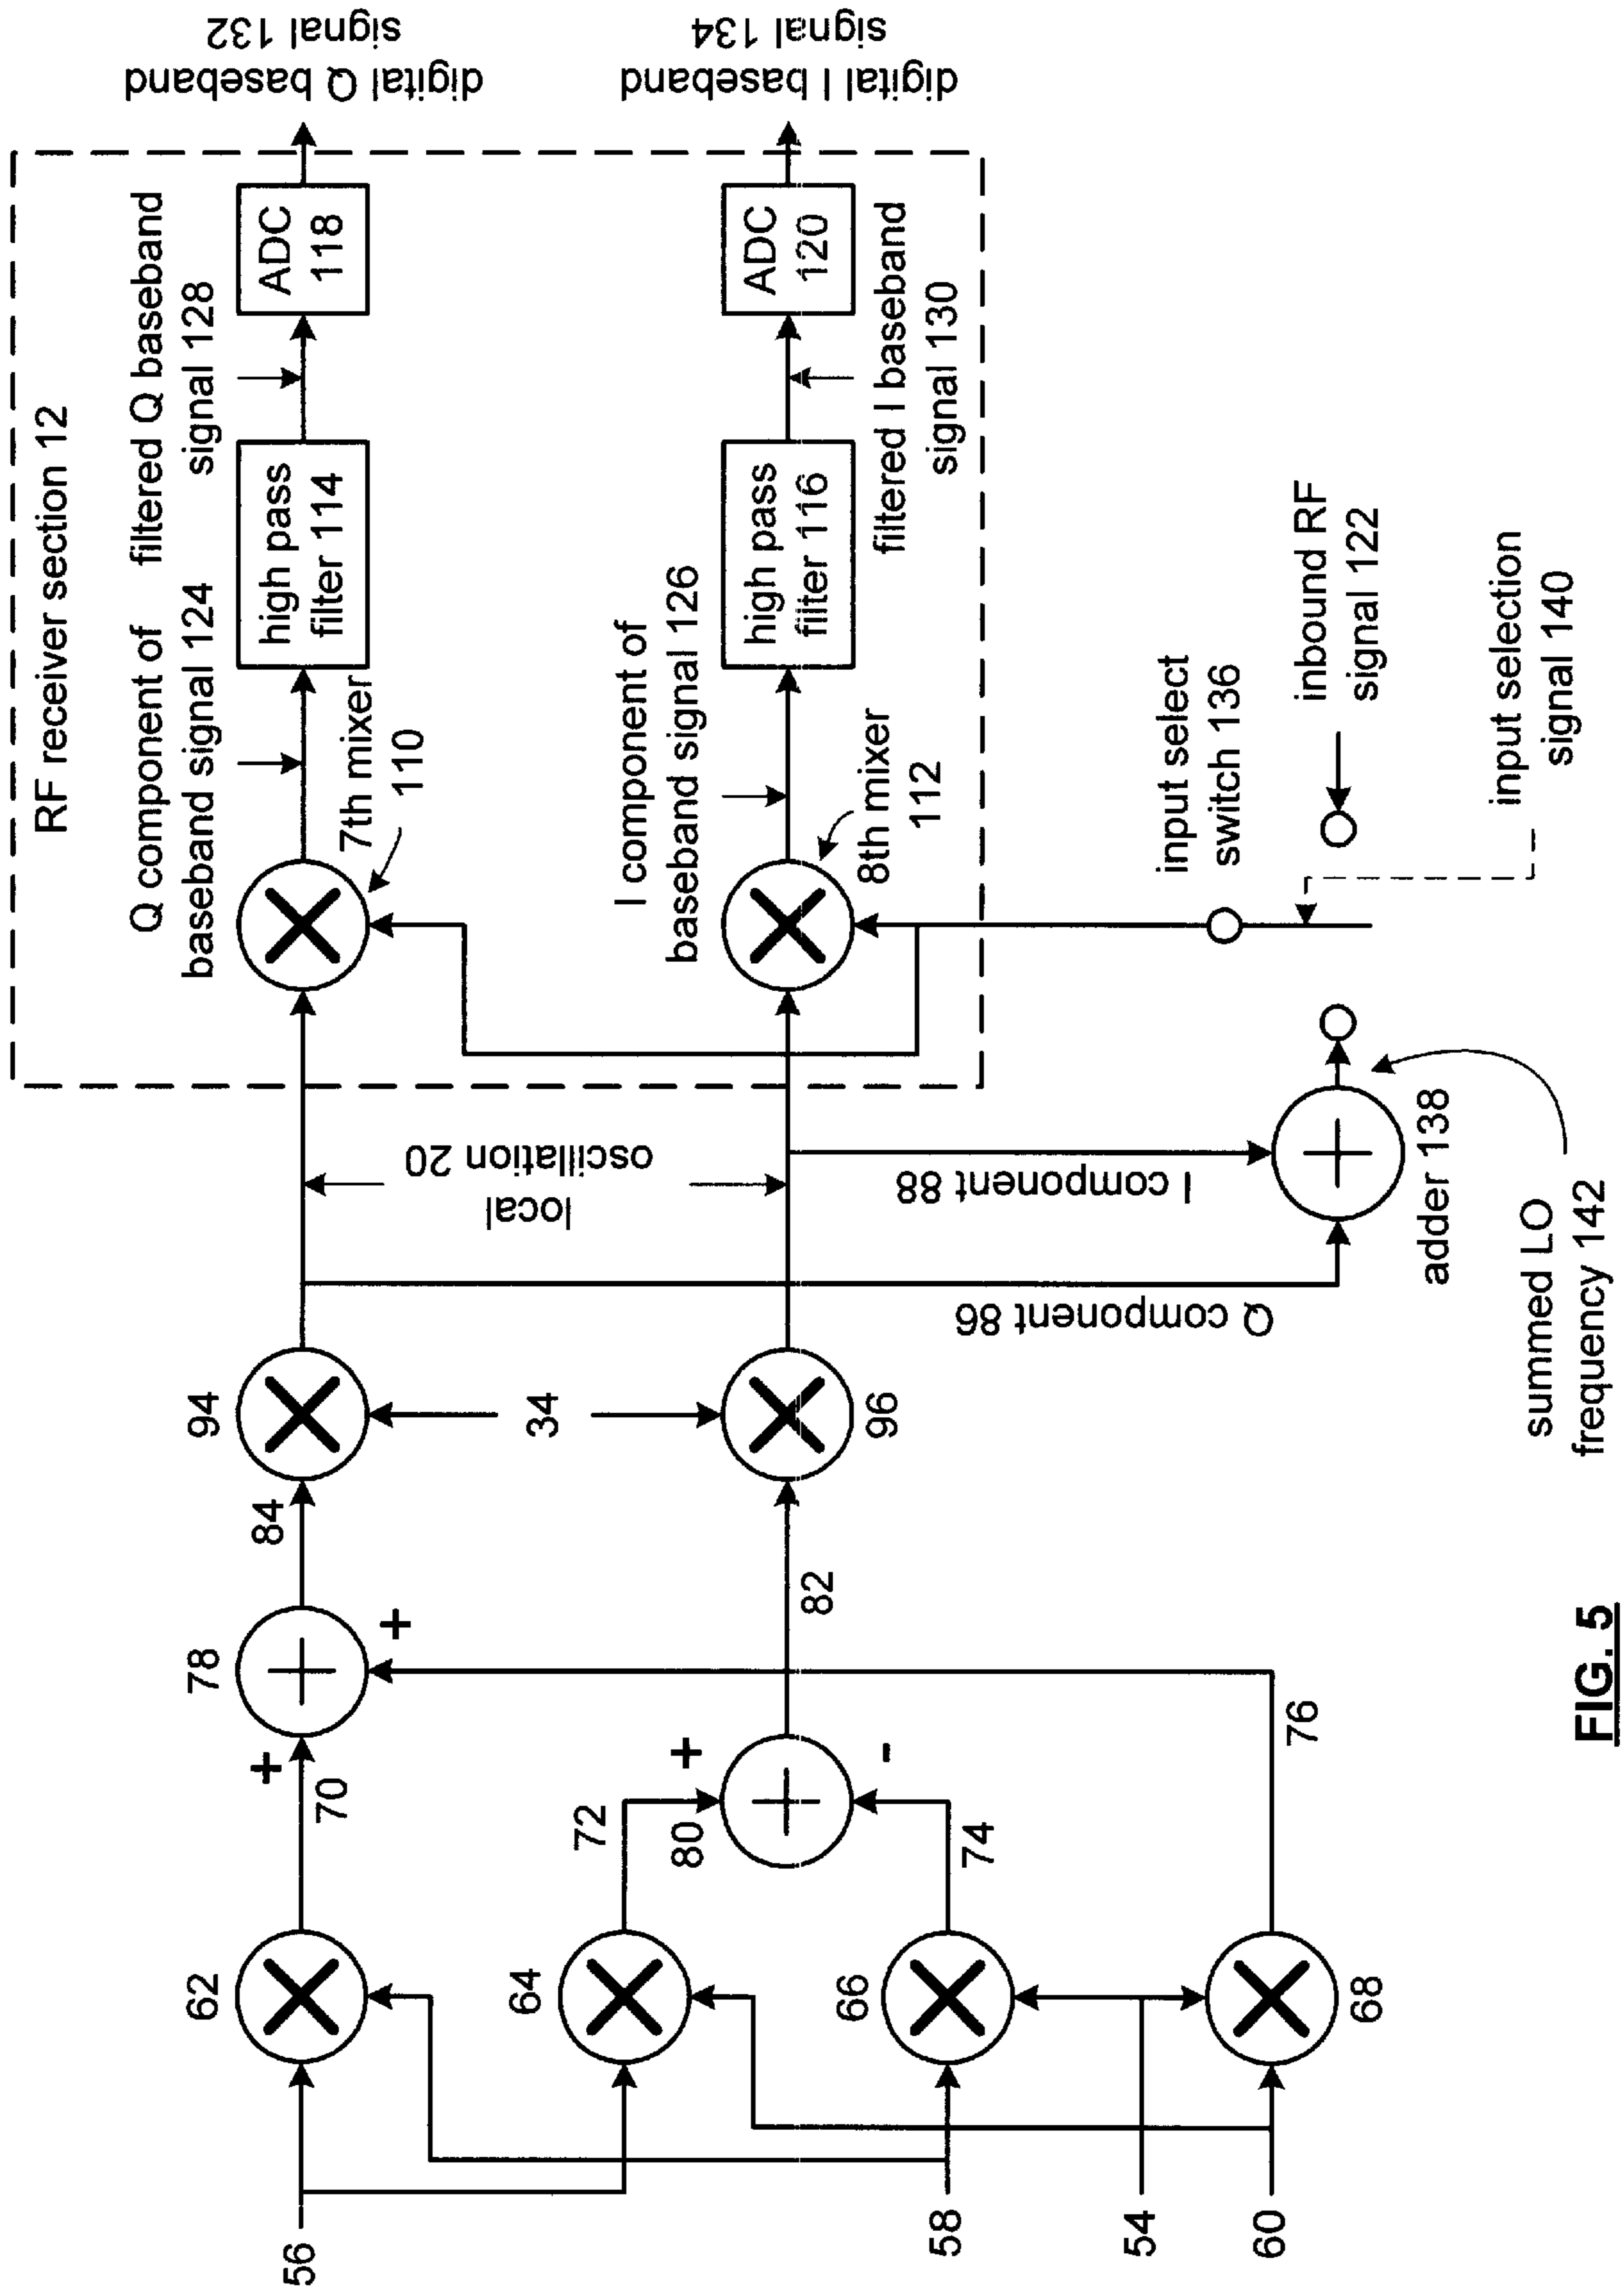 RF receiver section 12
Q component of
baseband signal 124
filtered Q baseband
signal 128
digital Q baseband
signal 132
high pass
filter 114
ADC
118
7th mixer
110
I component of
baseband signal 126
high pass
filter 116
ADC
120
filtered I baseband
signal 130
digital I baseband
signal 134
8th mixer
112
input select
switch 136
inbound RF
signal 122
input selection
signal 140
local
oscillation 20
I component 88
Q component 86
adder 138
summed LO
frequency 142
94
34
96
84
82
78
+
+
70
72
80
+
-
74
76
62
64
66
68
56
58
54
60
FIG. 5